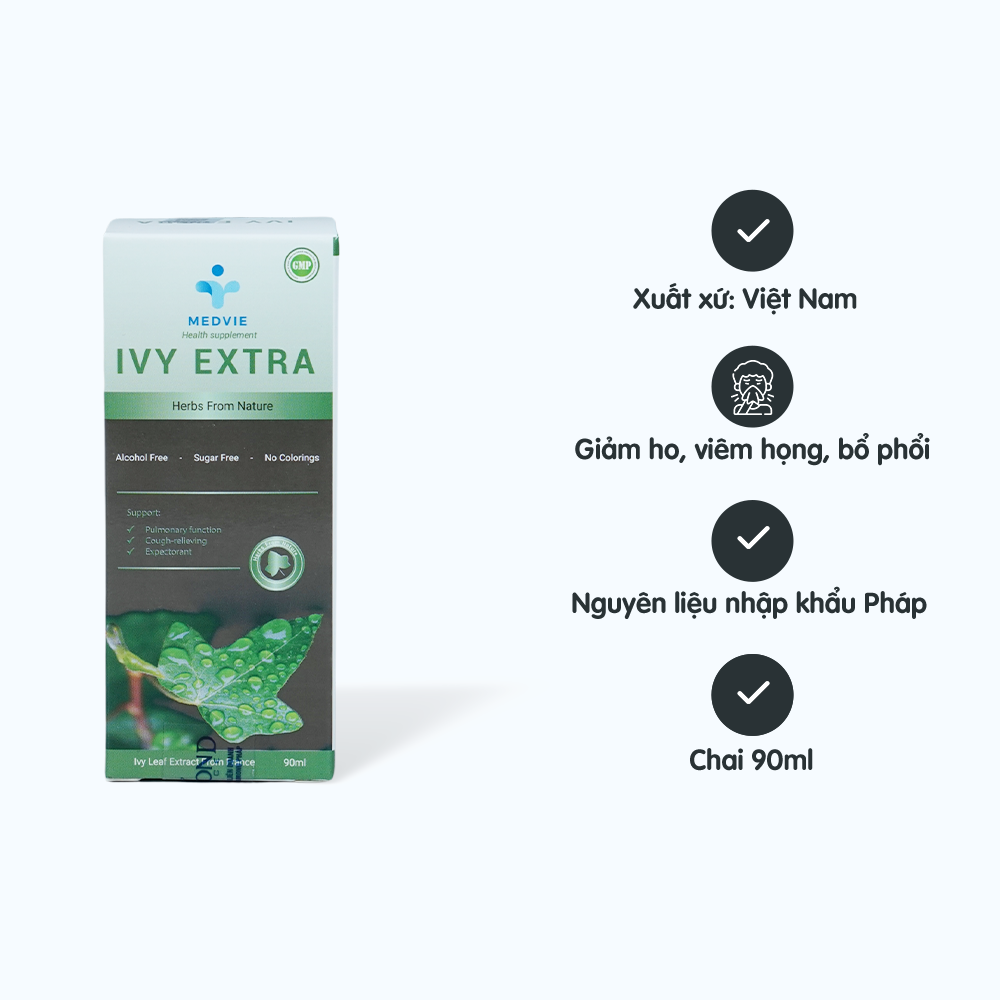 GMP
MEDVIE
Health supplement
IVY EXTRA
Herbs From Nature
Alcohol Free - Sugar Free - No Colorings
Support:
✓ Pulmonary function
✓ Cough-relieving
✓ Expectorant
Ivy Leaf Extract From France 90ml
Xuất xứ: Việt Nam
Giảm ho, viêm họng, bổ phổi
Nguyên liệu nhập khẩu Pháp
Chai 90ml